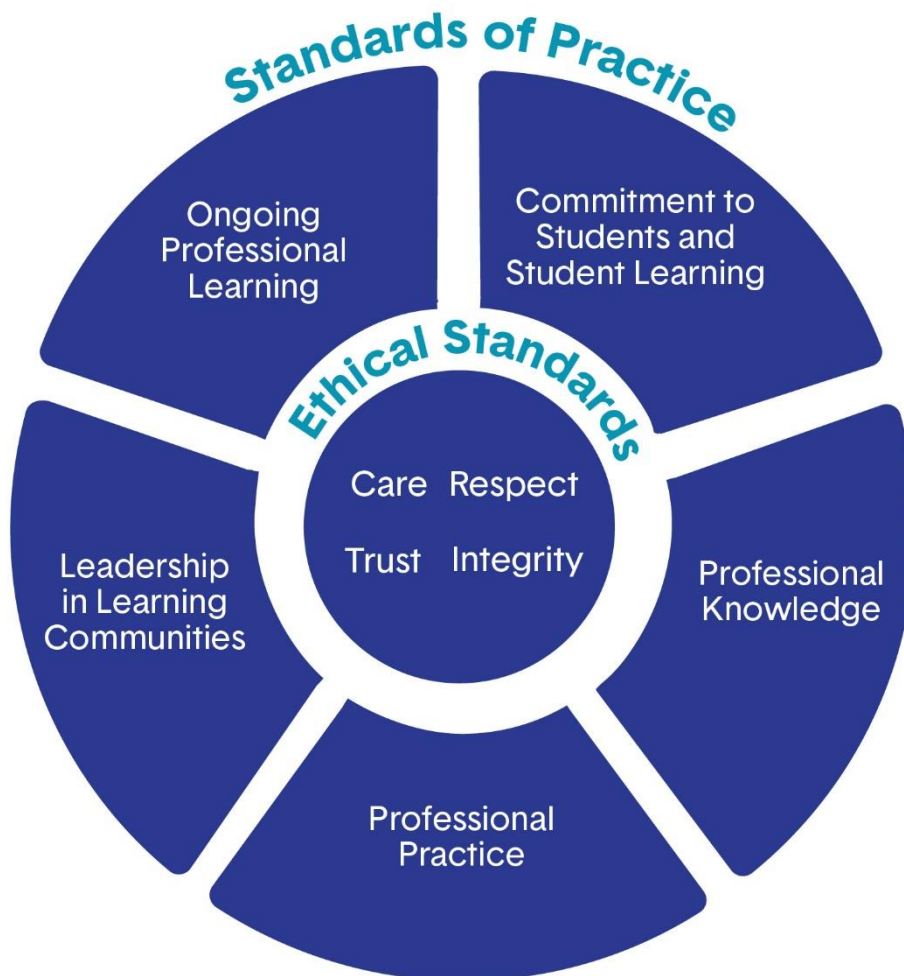 Standards of Practice
Commitment to
Students and
Student Learning
Professional
Knowledge
Professional
Practice
Leadership
in Learning
Communities
Ongoing
Professional
Learning
Ethical Standards
Care Respect
Trust Integrity